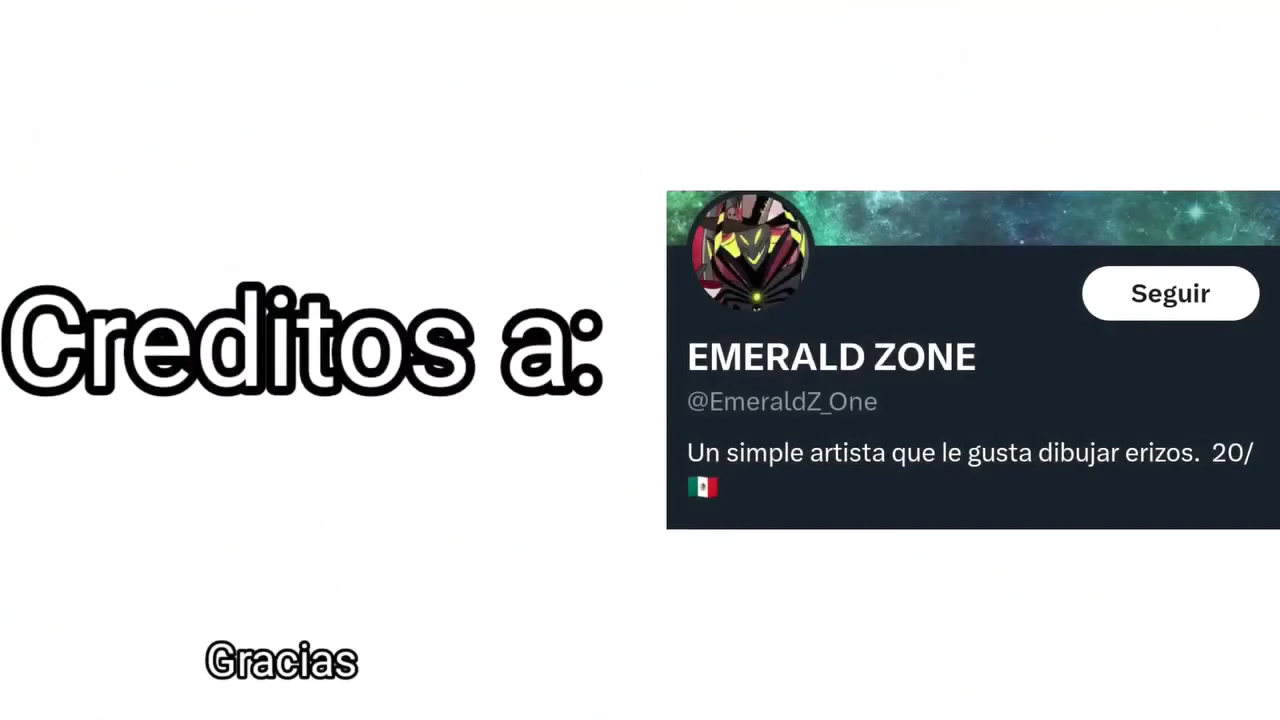 Creditos a:
Seguir
EMERALD ZONE
@EmeraldZ_One
Un simple artista que le gusta dibujar erizos. 20/
🇲🇽
Gracias